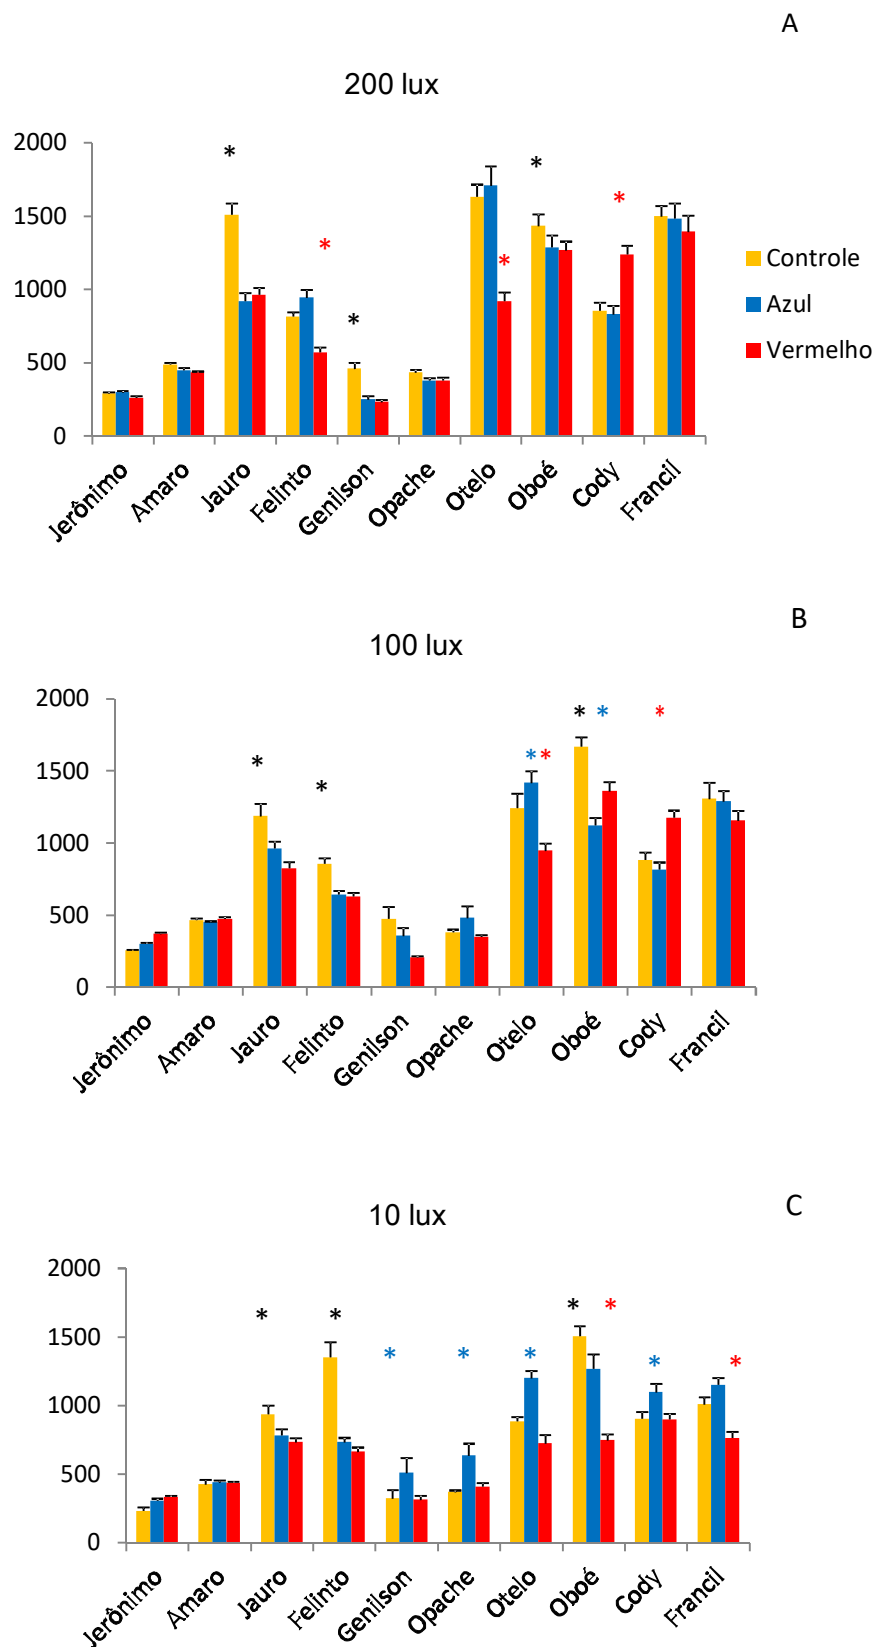 A
200 lux
2000
1500
1000
500
0
* * * * * * *
Controle
Azul
Vermelho
Jerônimo Amaro Jauro Felinto Genilson Opache Otelo Oboé Cody Francil
B
100 lux
2000
1500
1000
500
0
* * * * * * *
Jerônimo Amaro Jauro Felinto Genilson Opache Otelo Oboé Cody Francil
C
10 lux
2000
1500
1000
500
0
* * * * * * * * *
Jerônimo Amaro Jauro Felinto Genilson Opache Otelo Oboé Cody Francil